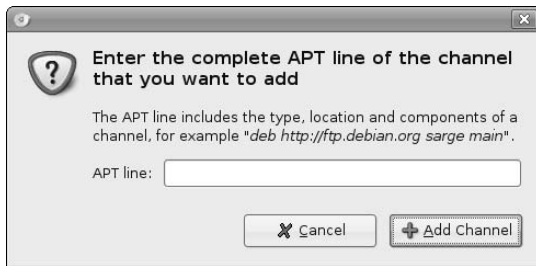 Enter the complete APT line of the channel
that you want to add
The APT line includes the type, location and components of a
channel, for example "deb http://ftp.debian.org sarge main".
APT line:
Cancel
Add Channel